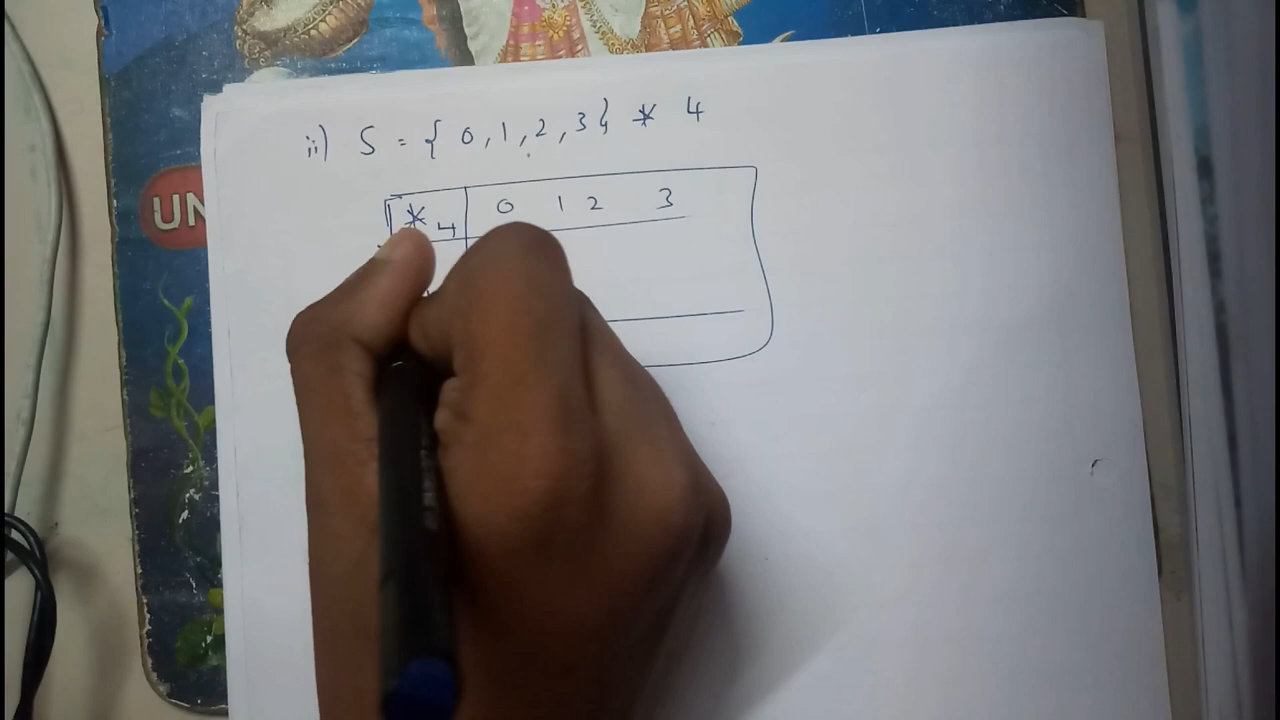 ii) S = { 0, 1, 2, 3} * 4
* 4 0 1 2 3
UN